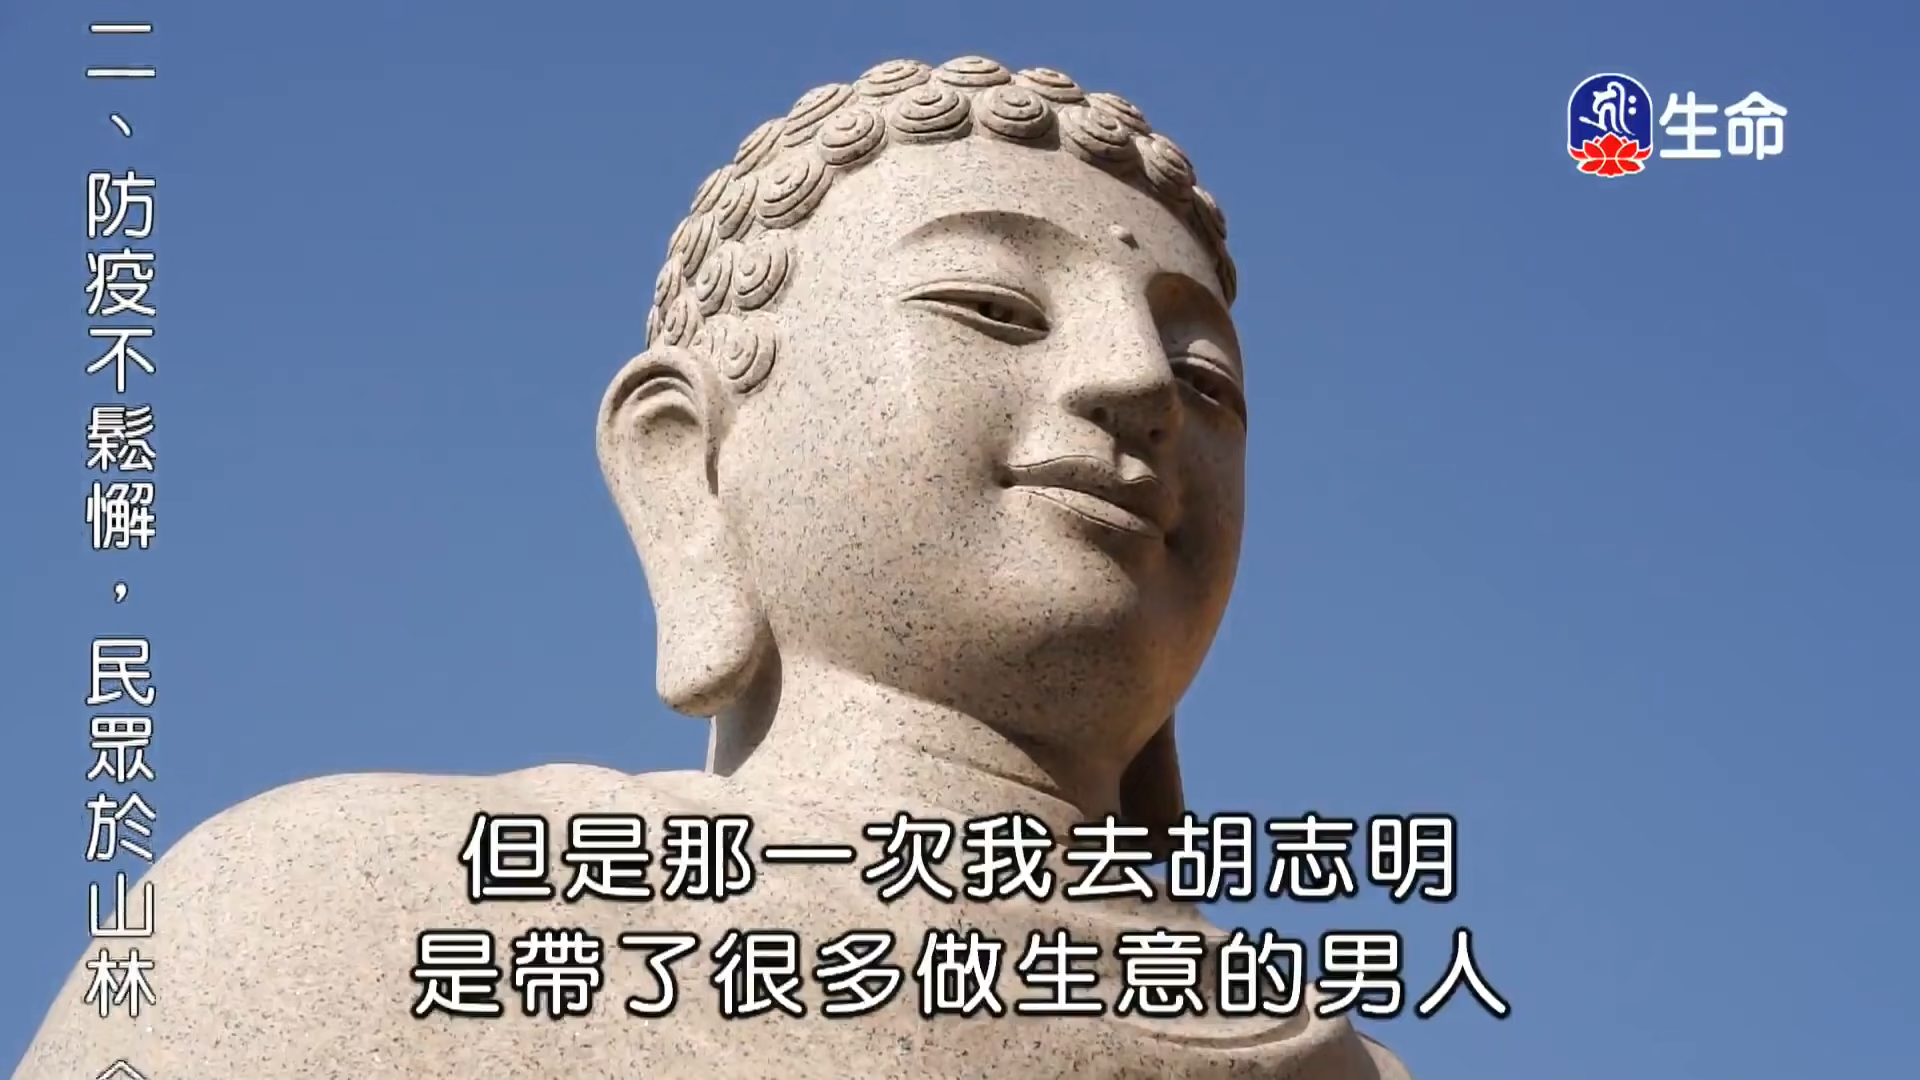 二、防疫不鬆懈，民眾於山林
生命
但是那一次我去胡志明
是帶了很多做生意的男人